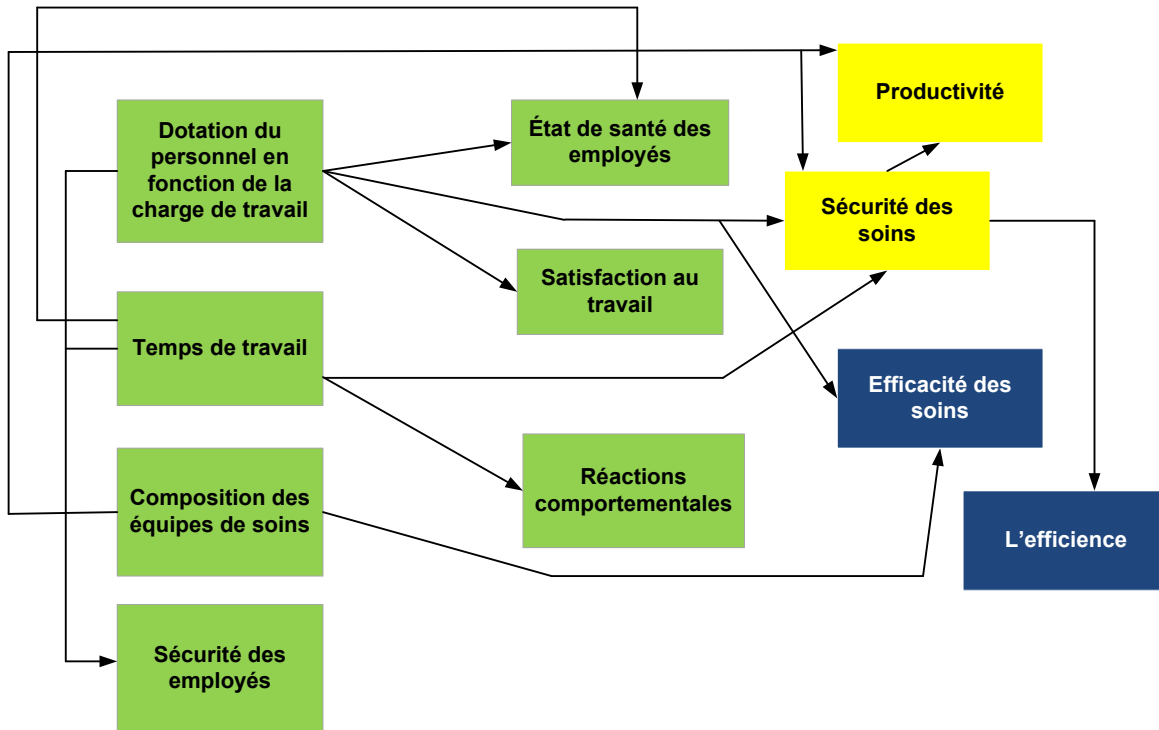 Dotation du
personnel en
fonction de la
charge de travail
État de santé des
employés
Productivité
Sécurité des
soins
Satisfaction au
travail
Temps de travail
Efficacité des
soins
Réactions
comportementales
Composition des
équipes de soins
L'efficience
Sécurité des
employés